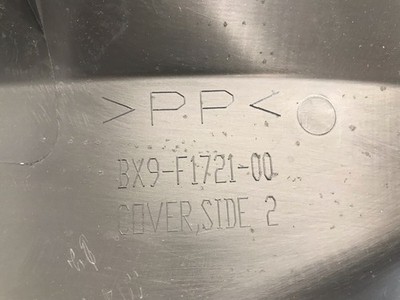 >PP<
BX9-F1721-00
COVER,SIDE 2